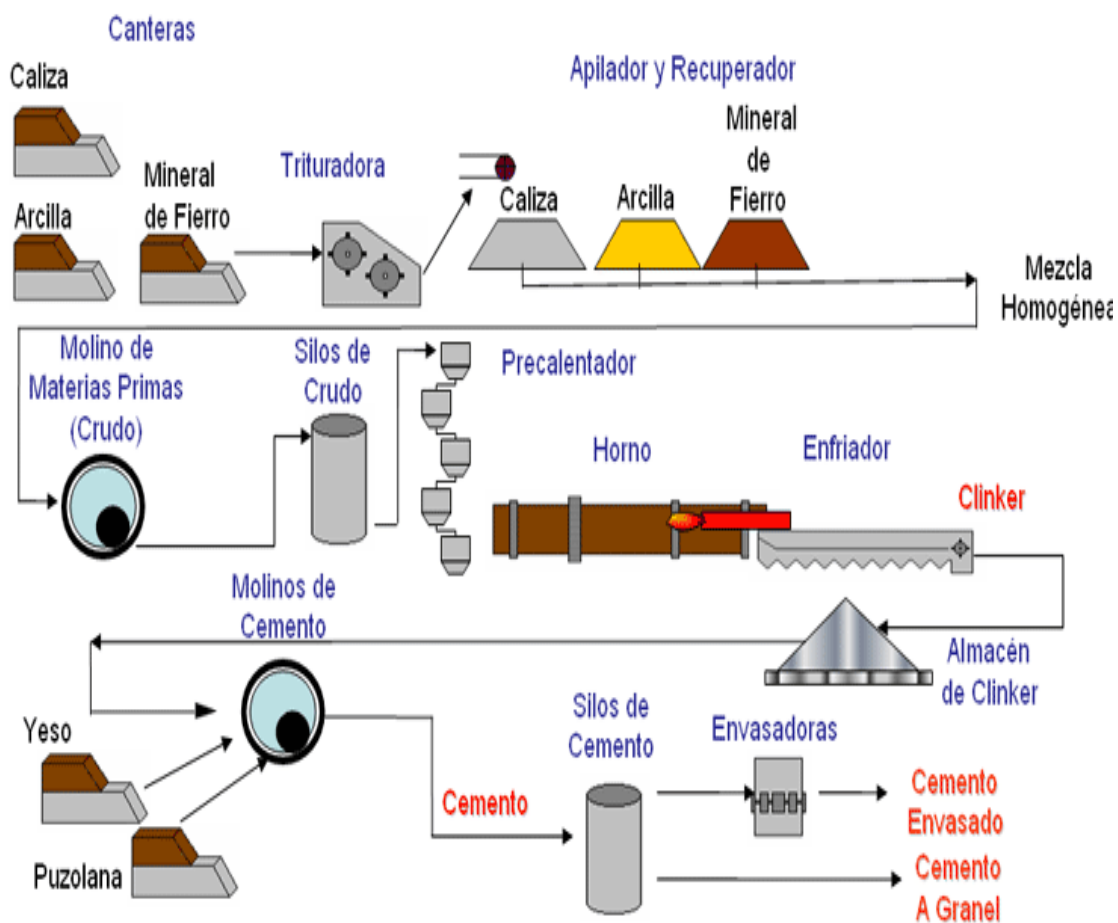 Canteras
Caliza
Arcilla
Mineral
de Fierro
Trituradora
Apilador y Recuperador
Caliza
Arcilla
Mineral
de
Fierro
Mezcla
Homogénea
Molino de
Materias Primas
(Crudo)
Silos de
Crudo
Precalentador
Horno
Enfriador
Clinker
Almacén
de Clinker
Molinos de
Cemento
Yeso
Puzolana
Cemento
Silos de
Cemento
Envasadoras
Cemento
Envasado
Cemento
A Granel